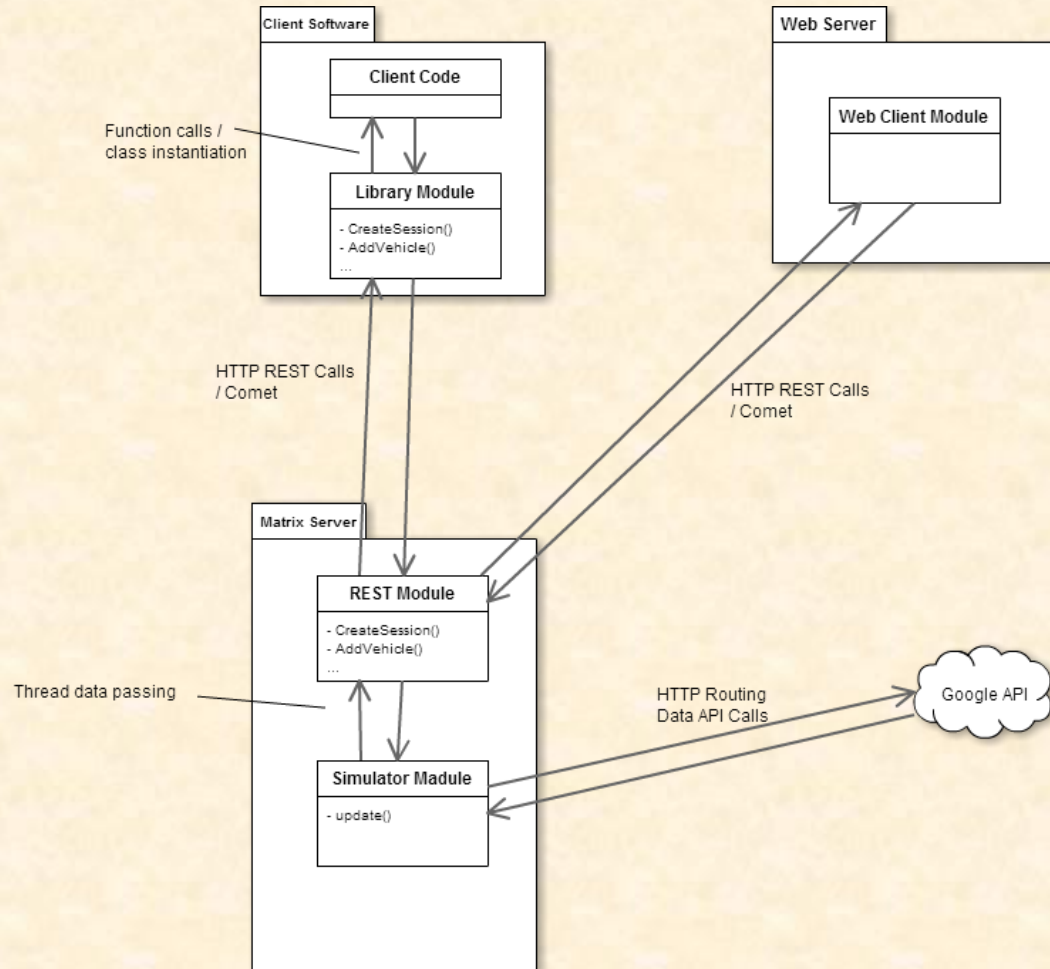 Client Software
Client Code
Function calls /
class instantiation
Library Module
- CreateSession()
- AddVehicle()
...
Web Server
Web Client Module
HTTP REST Calls
/ Comet
HTTP REST Calls
/ Comet
Matrix Server
REST Module
- CreateSession()
- AddVehicle()
...
Thread data passing
Simulator Madule
- update()
HTTP Routing
Data API Calls
Google API